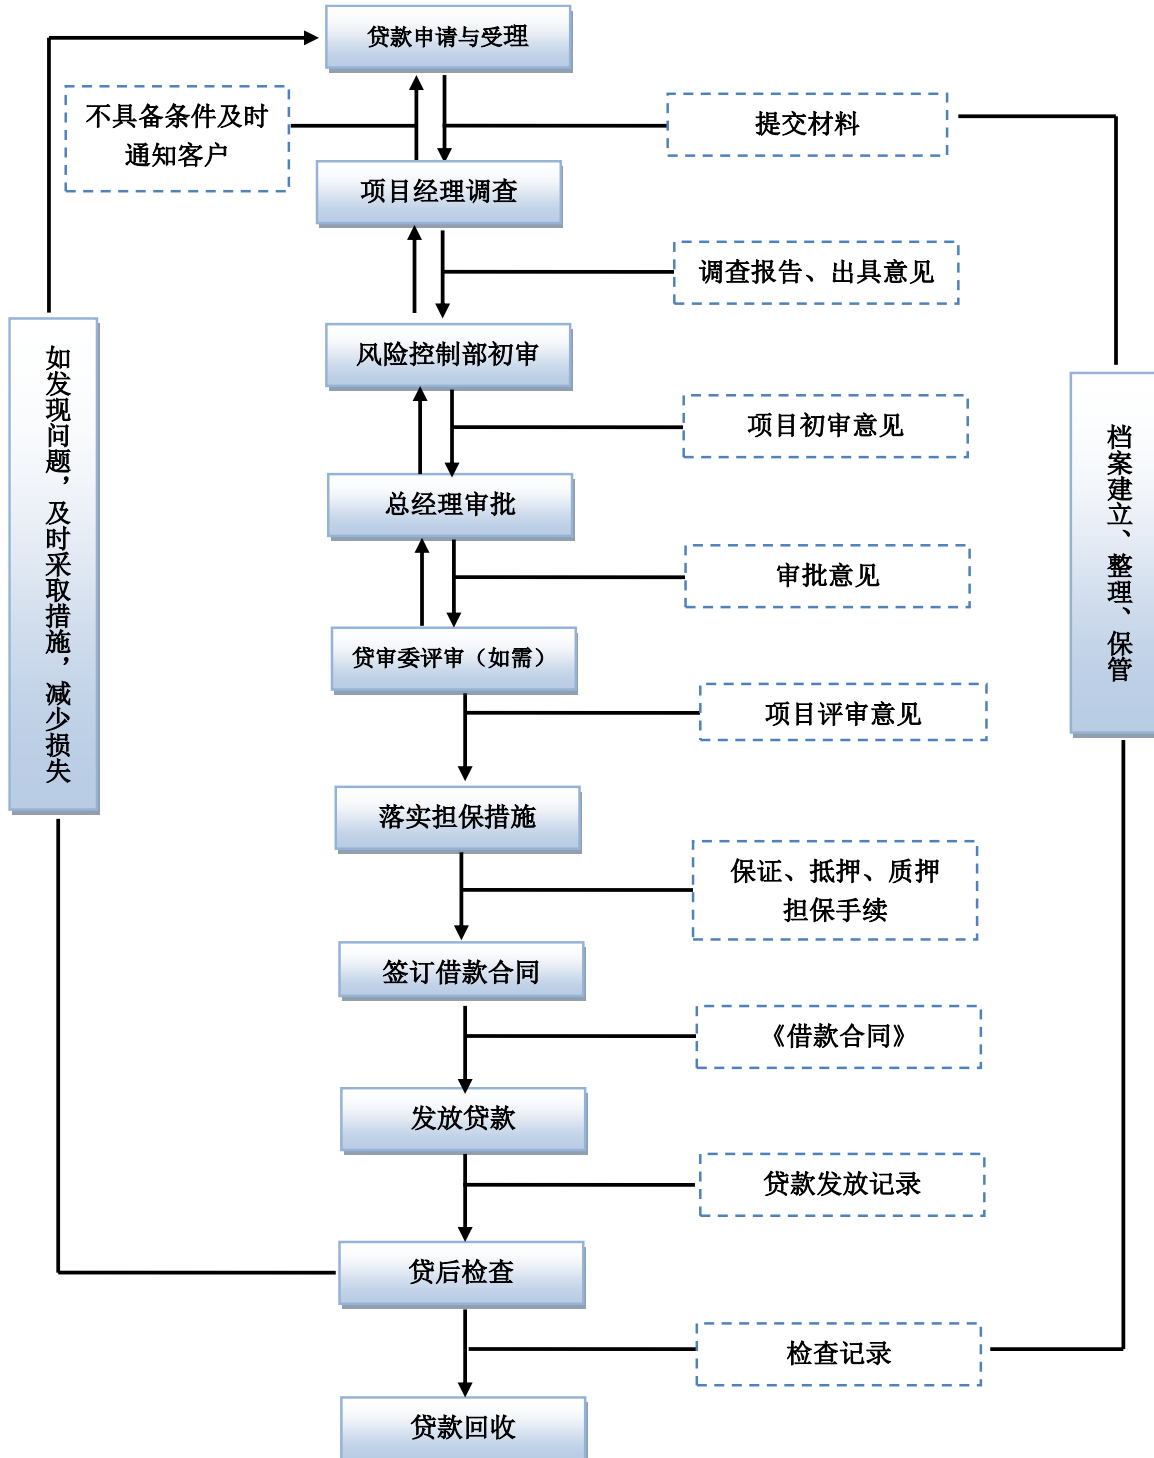 贷款申请与受理
不具备条件及时
通知客户
提交材料
项目经理调查
调查报告、出具意见
风险控制部初审
如发现问题，及时采取措施，减少损失
项目初审意见
档案建立、整理、保管
总经理审批
审批意见
贷审委评审（如需）
项目评审意见
落实担保措施
保证、抵押、质押
担保手续
签订借款合同
《借款合同》
发放贷款
贷款发放记录
贷后检查
检查记录
贷款回收